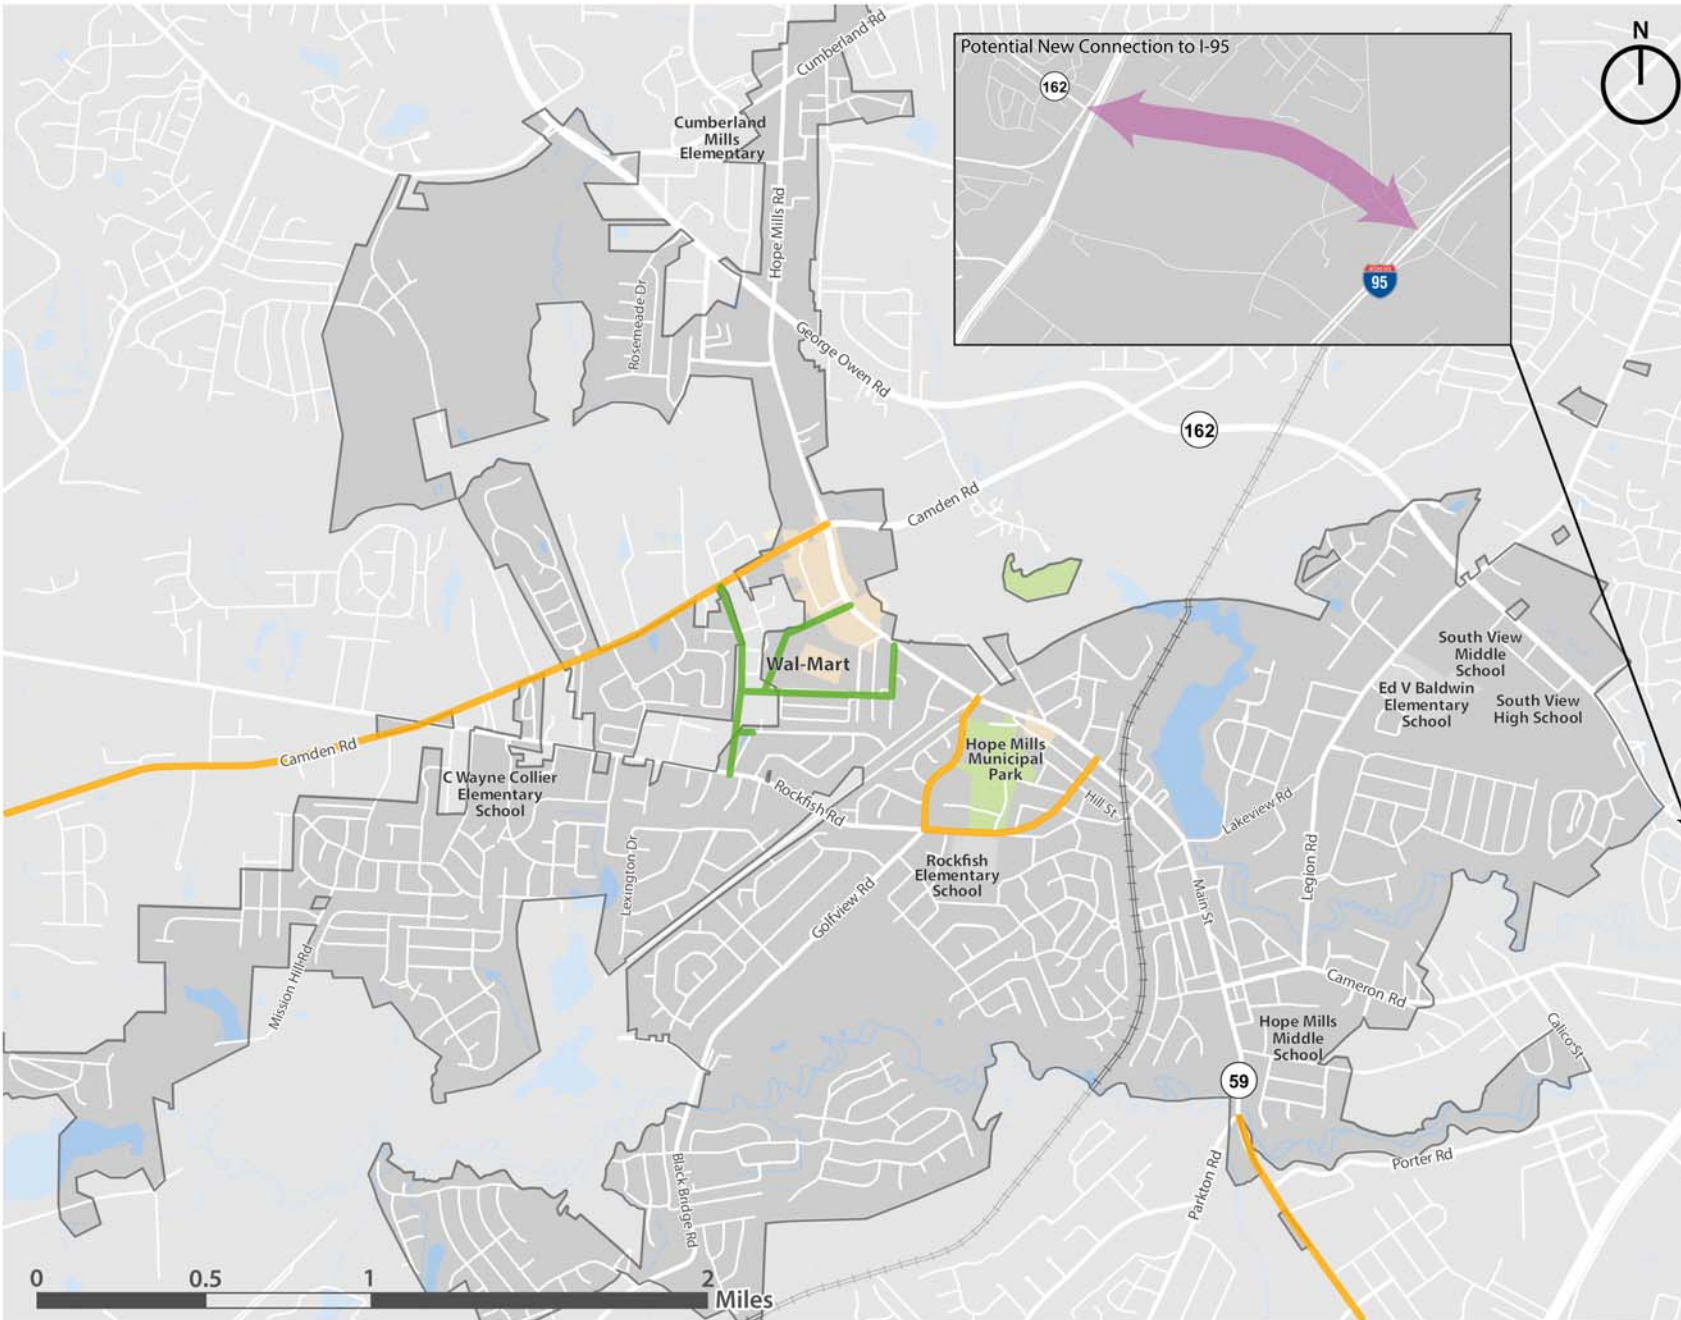 Cumberland Rd
N
Potential New Connection to I-95
162
Cumberland
Mills
Elementary
Hope Mills Rd
95
Rosemeade Dr
George Owen Rd
162
Camden Rd
South View
Middle
School
Wal-Mart
Ed V Baldwin
Elementary
School
South View
High School
Camden Rd
Hope Mills
Municipal
Park
C Wayne Collier
Elementary
School
Rockfish Rd
Hill St
Lakeview Rd
Rockfish
Elementary
School
Lexington Dr
Golfview Rd
Main St
Legion Rd
Mission Hill Rd
Cameron Rd
Hope Mills
Middle
School
Calico St
59
Black Bridge Rd
Parkton Rd
Porter Rd
0 0.5 1 2
Miles